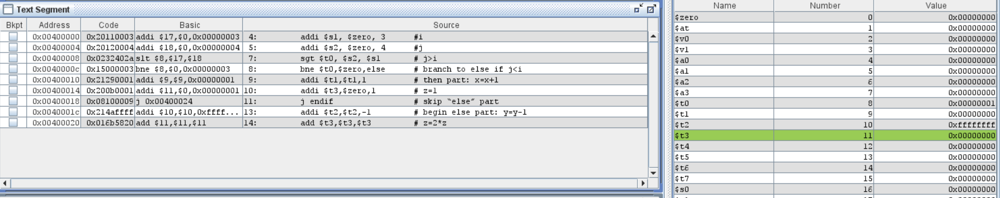 Text Segment
Bkpt Address Code Basic Source
0x00400000 0x20110003 addi $17,$0,0x00000003 4: addi $s1, $zero, 3 #i
0x00400004 0x20120004 addi $18,$0,0x00000004 5: addi $s2, $zero, 4 #j
0x00400008 0x0232402a slt $8,$17,$18 7: sgt $t0, $s2, $s1 # j>i
0x0040000c 0x15000003 bne $8,$0,0x00000003 8: bne $t0,$zero,else # branch to else if j<i
0x00400010 0x21290001 addi $9,$9,0x00000001 9: addi $t1,$t1,1 # then part: x=x+1
0x00400014 0x200b0001 addi $11,$0,0x00000001 10: addi $t3,$zero,1 # z=1
0x00400018 0x08100009 j 0x00400024 11: j endif # skip “else” part
0x0040001c 0x214affff addi $10,$10,0xffff... 13: addi $t2,$t2,-1 # begin else part: y=y-1
0x00400020 0x016b5820 add $11,$11,$11 14: add $t3,$t3,$t3 # z=2*z
Name Number Value
$zero 0 0x00000000
$at 1 0x00000000
$v0 2 0x00000000
$v1 3 0x00000000
$a0 4 0x00000000
$a1 5 0x00000000
$a2 6 0x00000000
$a3 7 0x00000000
$t0 8 0x00000001
$t1 9 0x00000000
$t2 10 0xffffffff
$t3 11 0x00000000
$t4 12 0x00000000
$t5 13 0x00000000
$t6 14 0x00000000
$t7 15 0x00000000
$s0 16 0x00000000